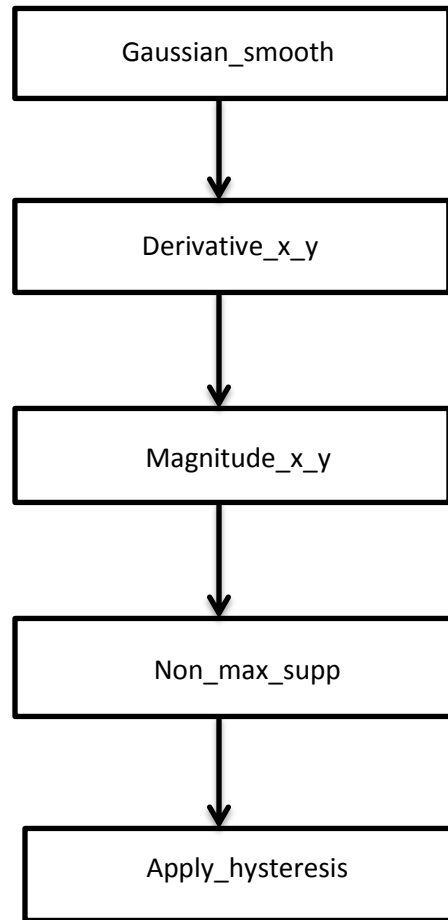 Gaussian_smooth
Derivative_x_y
Magnitude_x_y
Non_max_supp
Apply_hysteresis